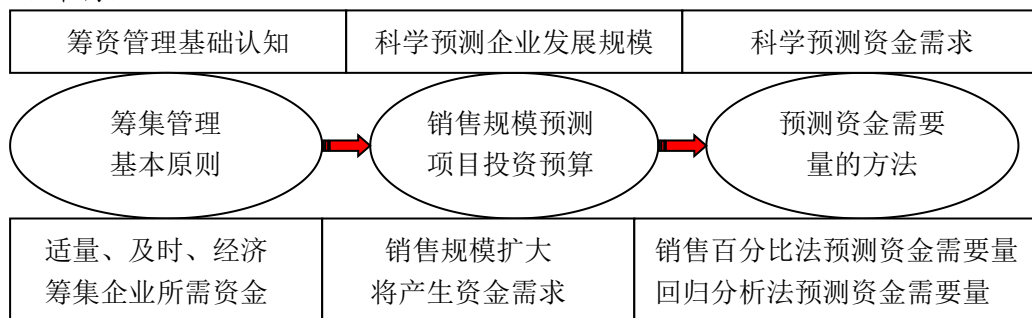 筹资管理基础认知
科学预测企业发展规模
科学预测资金需求
筹集管理
基本原则
销售规模预测
项目投资预算
预测资金需要
量的方法
适量、及时、经济
筹集企业所需资金
销售规模扩大
将产生资金需求
销售百分比法预测资金需要量
回归分析法预测资金需要量